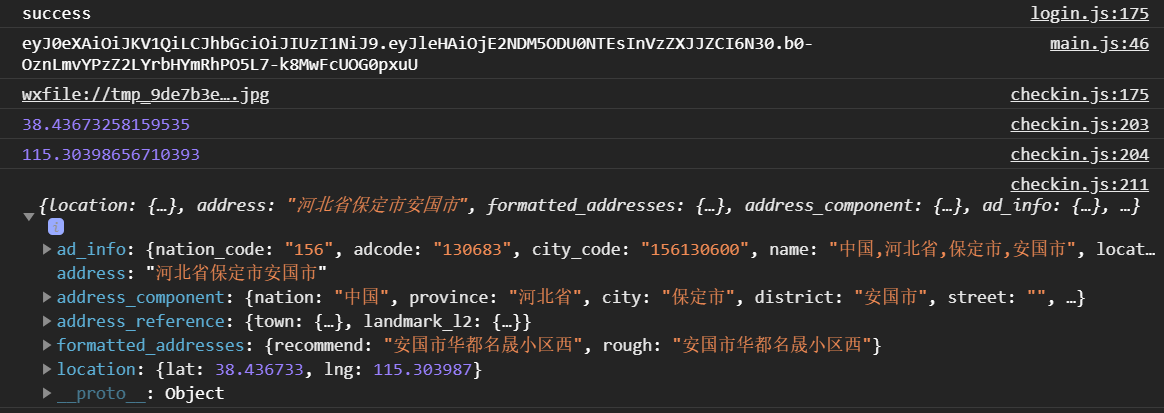 success login.js:175
eyJ0eXAiOiJKV1QiLCJhbGciOiJIUzI1NiJ9.eyJleHAiOjE2NDM5ODU0NTEsInVzZXJJZCI6N30.b0- main.js:46
OznLmvYPzZ2LYrbHYmRhPO5L7-k8MwFcUOG0pxuU
wxfile://tmp_9de7b3e….jpg checkin.js:175
38.43673258159535 checkin.js:203
115.30398656710393 checkin.js:204
checkin.js:211
{location: {…}, address: "河北省保定市安国市", formatted_addresses: {…}, address_component: {…}, ad_info: {…}, …}
i
ad_info: {nation_code: "156", adcode: "130683", city_code: "156130600", name: "中国,河北省,保定市,安国市", locat…
address: "河北省保定市安国市"
address_component: {nation: "中国", province: "河北省", city: "保定市", district: "安国市", street: "", …}
address_reference: {town: {…}, landmark_l2: {…}}
formatted_addresses: {recommend: "安国市华都名晟小区西", rough: "安国市华都名晟小区西"}
location: {lat: 38.436733, lng: 115.303987}
__proto__: Object